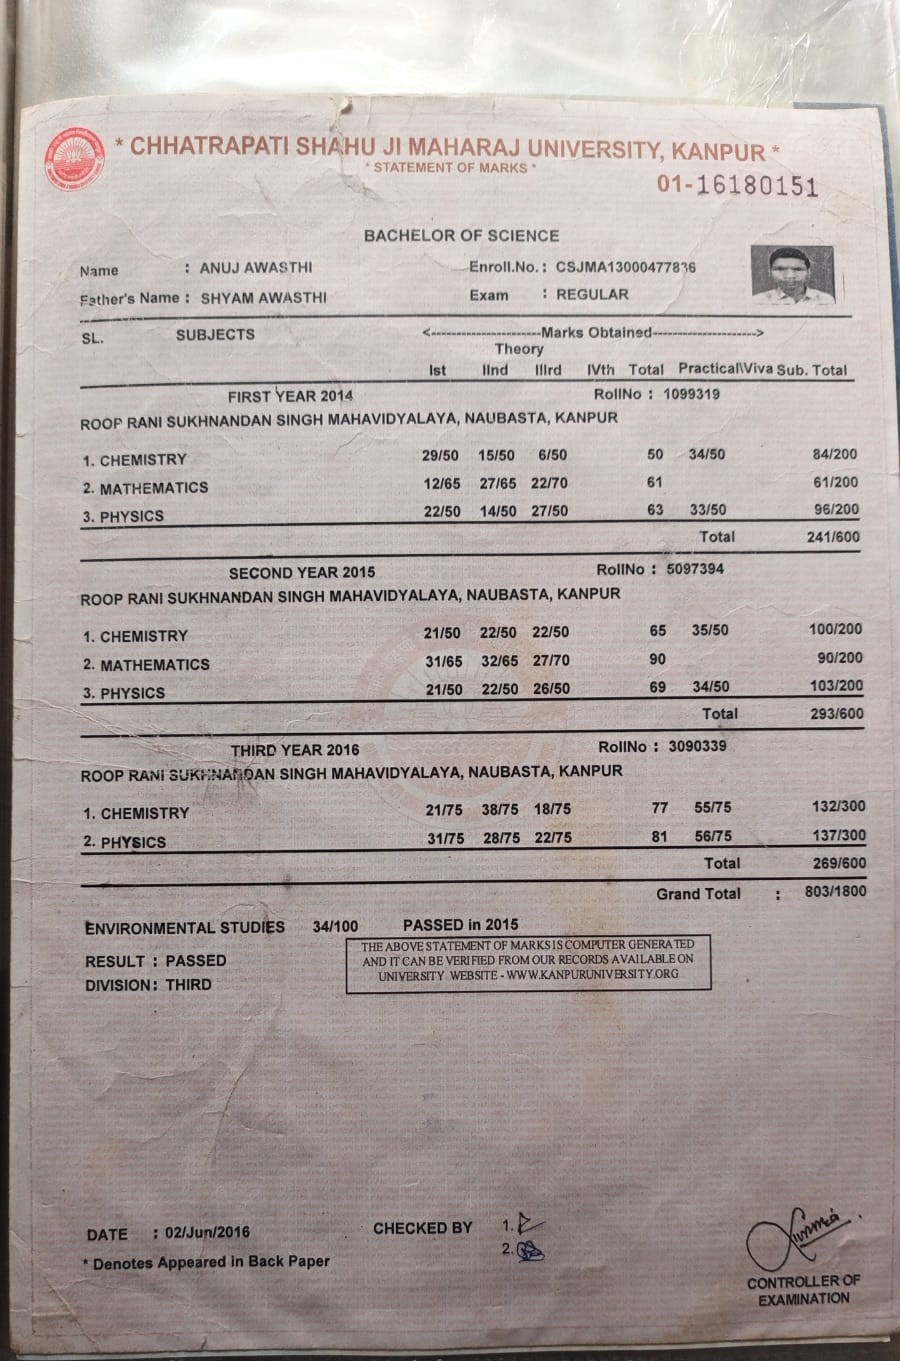 * CHHATRAPATI SHAHU JI MAHARAJ UNIVERSITY, KANPUR *
* STATEMENT OF MARKS *
01-16180151
BACHELOR OF SCIENCE
Name : ANUJ AWASTHI Enroll.No. : CSJMA13000477836
Father's Name : SHYAM AWASTHI Exam : REGULAR
SL. SUBJECTS <----------------------Marks Obtained--------------------->
Theory
Ist IInd IIIrd IVth Total Practical\Viva Sub. Total
FIRST YEAR 2014 RollNo : 1099319
ROOP RANI SUKHNANDAN SINGH MAHAVIDYALAYA, NAUBASTA, KANPUR
1. CHEMISTRY 29/50 15/50 6/50 50 34/50 84/200
2. MATHEMATICS 12/65 27/65 22/70 61 61/200
3. PHYSICS 22/50 14/50 27/50 63 33/50 96/200
Total 241/600
SECOND YEAR 2015 RollNo : 5097394
ROOP RANI SUKHNANDAN SINGH MAHAVIDYALAYA, NAUBASTA, KANPUR
1. CHEMISTRY 21/50 22/50 22/50 65 35/50 100/200
2. MATHEMATICS 31/65 32/65 27/70 90 90/200
3. PHYSICS 21/50 22/50 26/50 69 34/50 103/200
Total 293/600
THIRD YEAR 2016 RollNo : 3090339
ROOP RANI SUKHNANDAN SINGH MAHAVIDYALAYA, NAUBASTA, KANPUR
1. CHEMISTRY 21/75 38/75 18/75 77 55/75 132/300
2. PHYSICS 31/75 28/75 22/75 81 56/75 137/300
Total 269/600
Grand Total : 803/1800
ENVIRONMENTAL STUDIES 34/100 PASSED in 2015
RESULT : PASSED
DIVISION : THIRD
THE ABOVE STATEMENT OF MARKS IS COMPUTER GENERATED
AND IT CAN BE VERIFIED FROM OUR RECORDS AVAILABLE ON
UNIVERSITY WEBSITE - WWW.KANPURUNIVERSITY.ORG
DATE : 02/Jun/2016 CHECKED BY 1.
2.
* Denotes Appeared in Back Paper
CONTROLLER OF
EXAMINATION